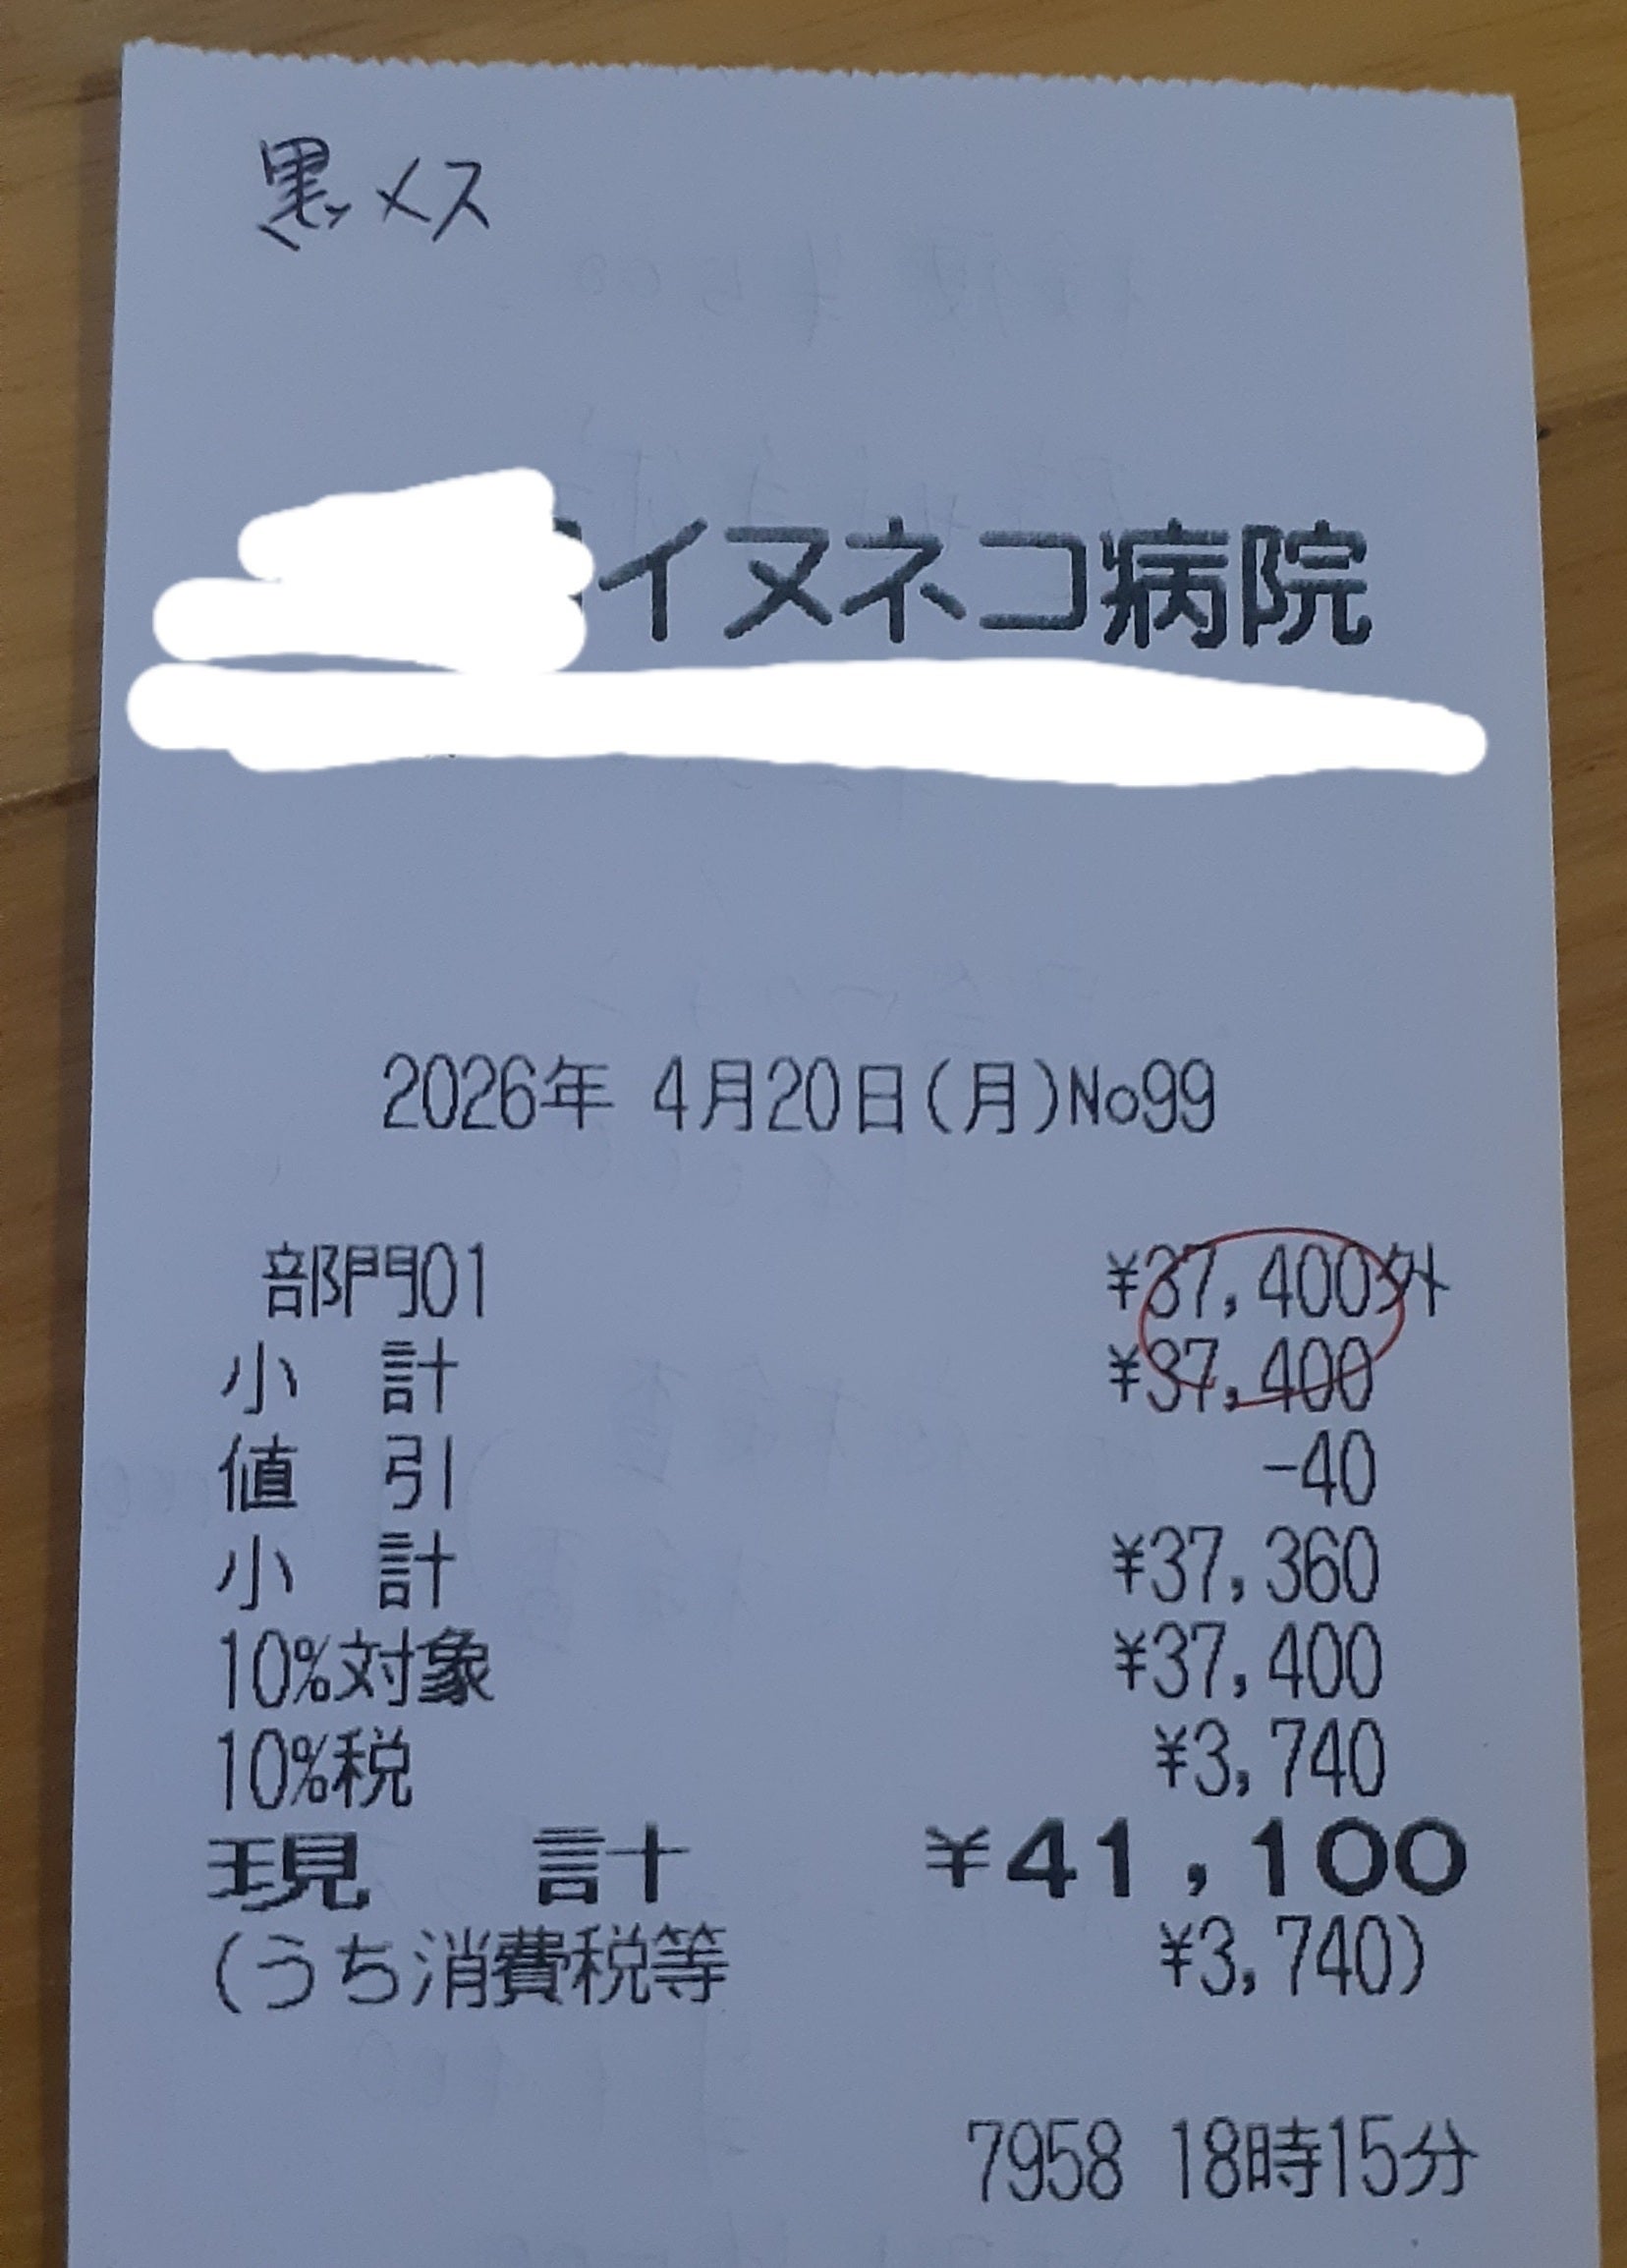 黒メス
イヌネコ病院
2026年 4月20日(月)No99
部門01 ¥37,400外
小 計 ¥37,400
値 引 -40
小 計 ¥37,360
10%対象 ¥37,400
10%税 ¥3,740
現 計 ¥41,100
(うち消費税等 ¥3,740)
7958 18時15分